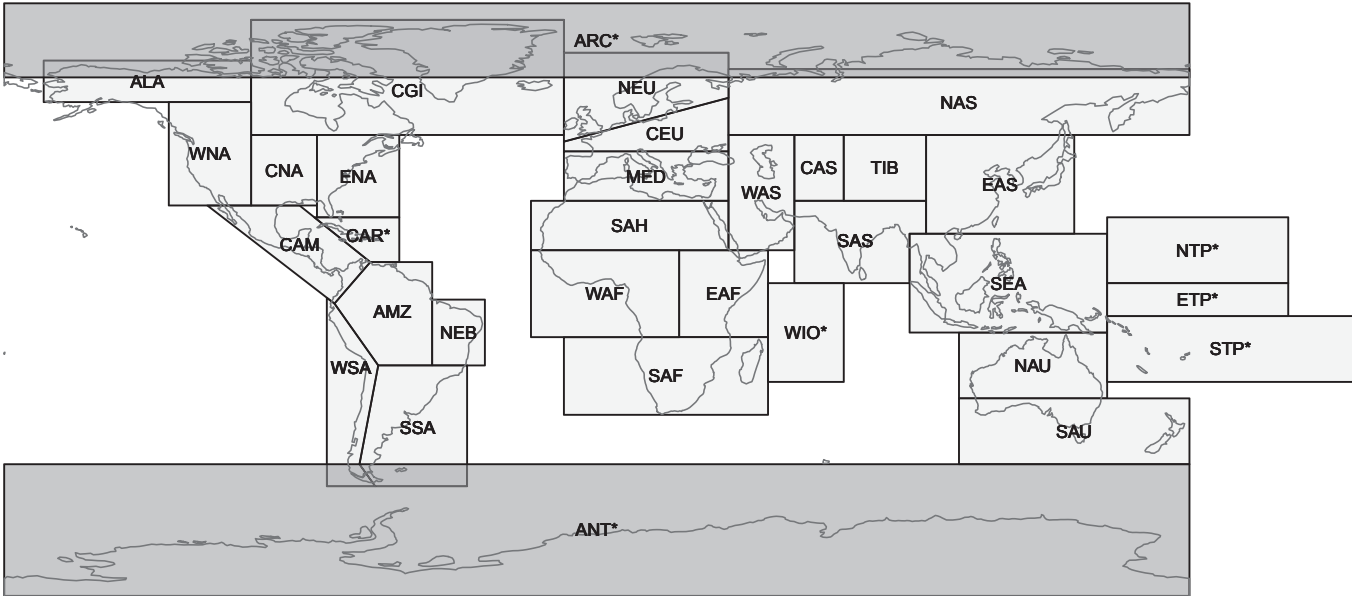 ARC*
ALA
CGI
NEU
NAS
CEU
WNA
CNA
ENA
MED
WAS
CAS
TIB
EAS
SAH
CAR*
CAM
SAS
NTP*
SEA
WAF
EAF
ETP*
AMZ
NEB
WIO*
STP*
WSA
SAF
NAU
SSA
SAU
ANT*